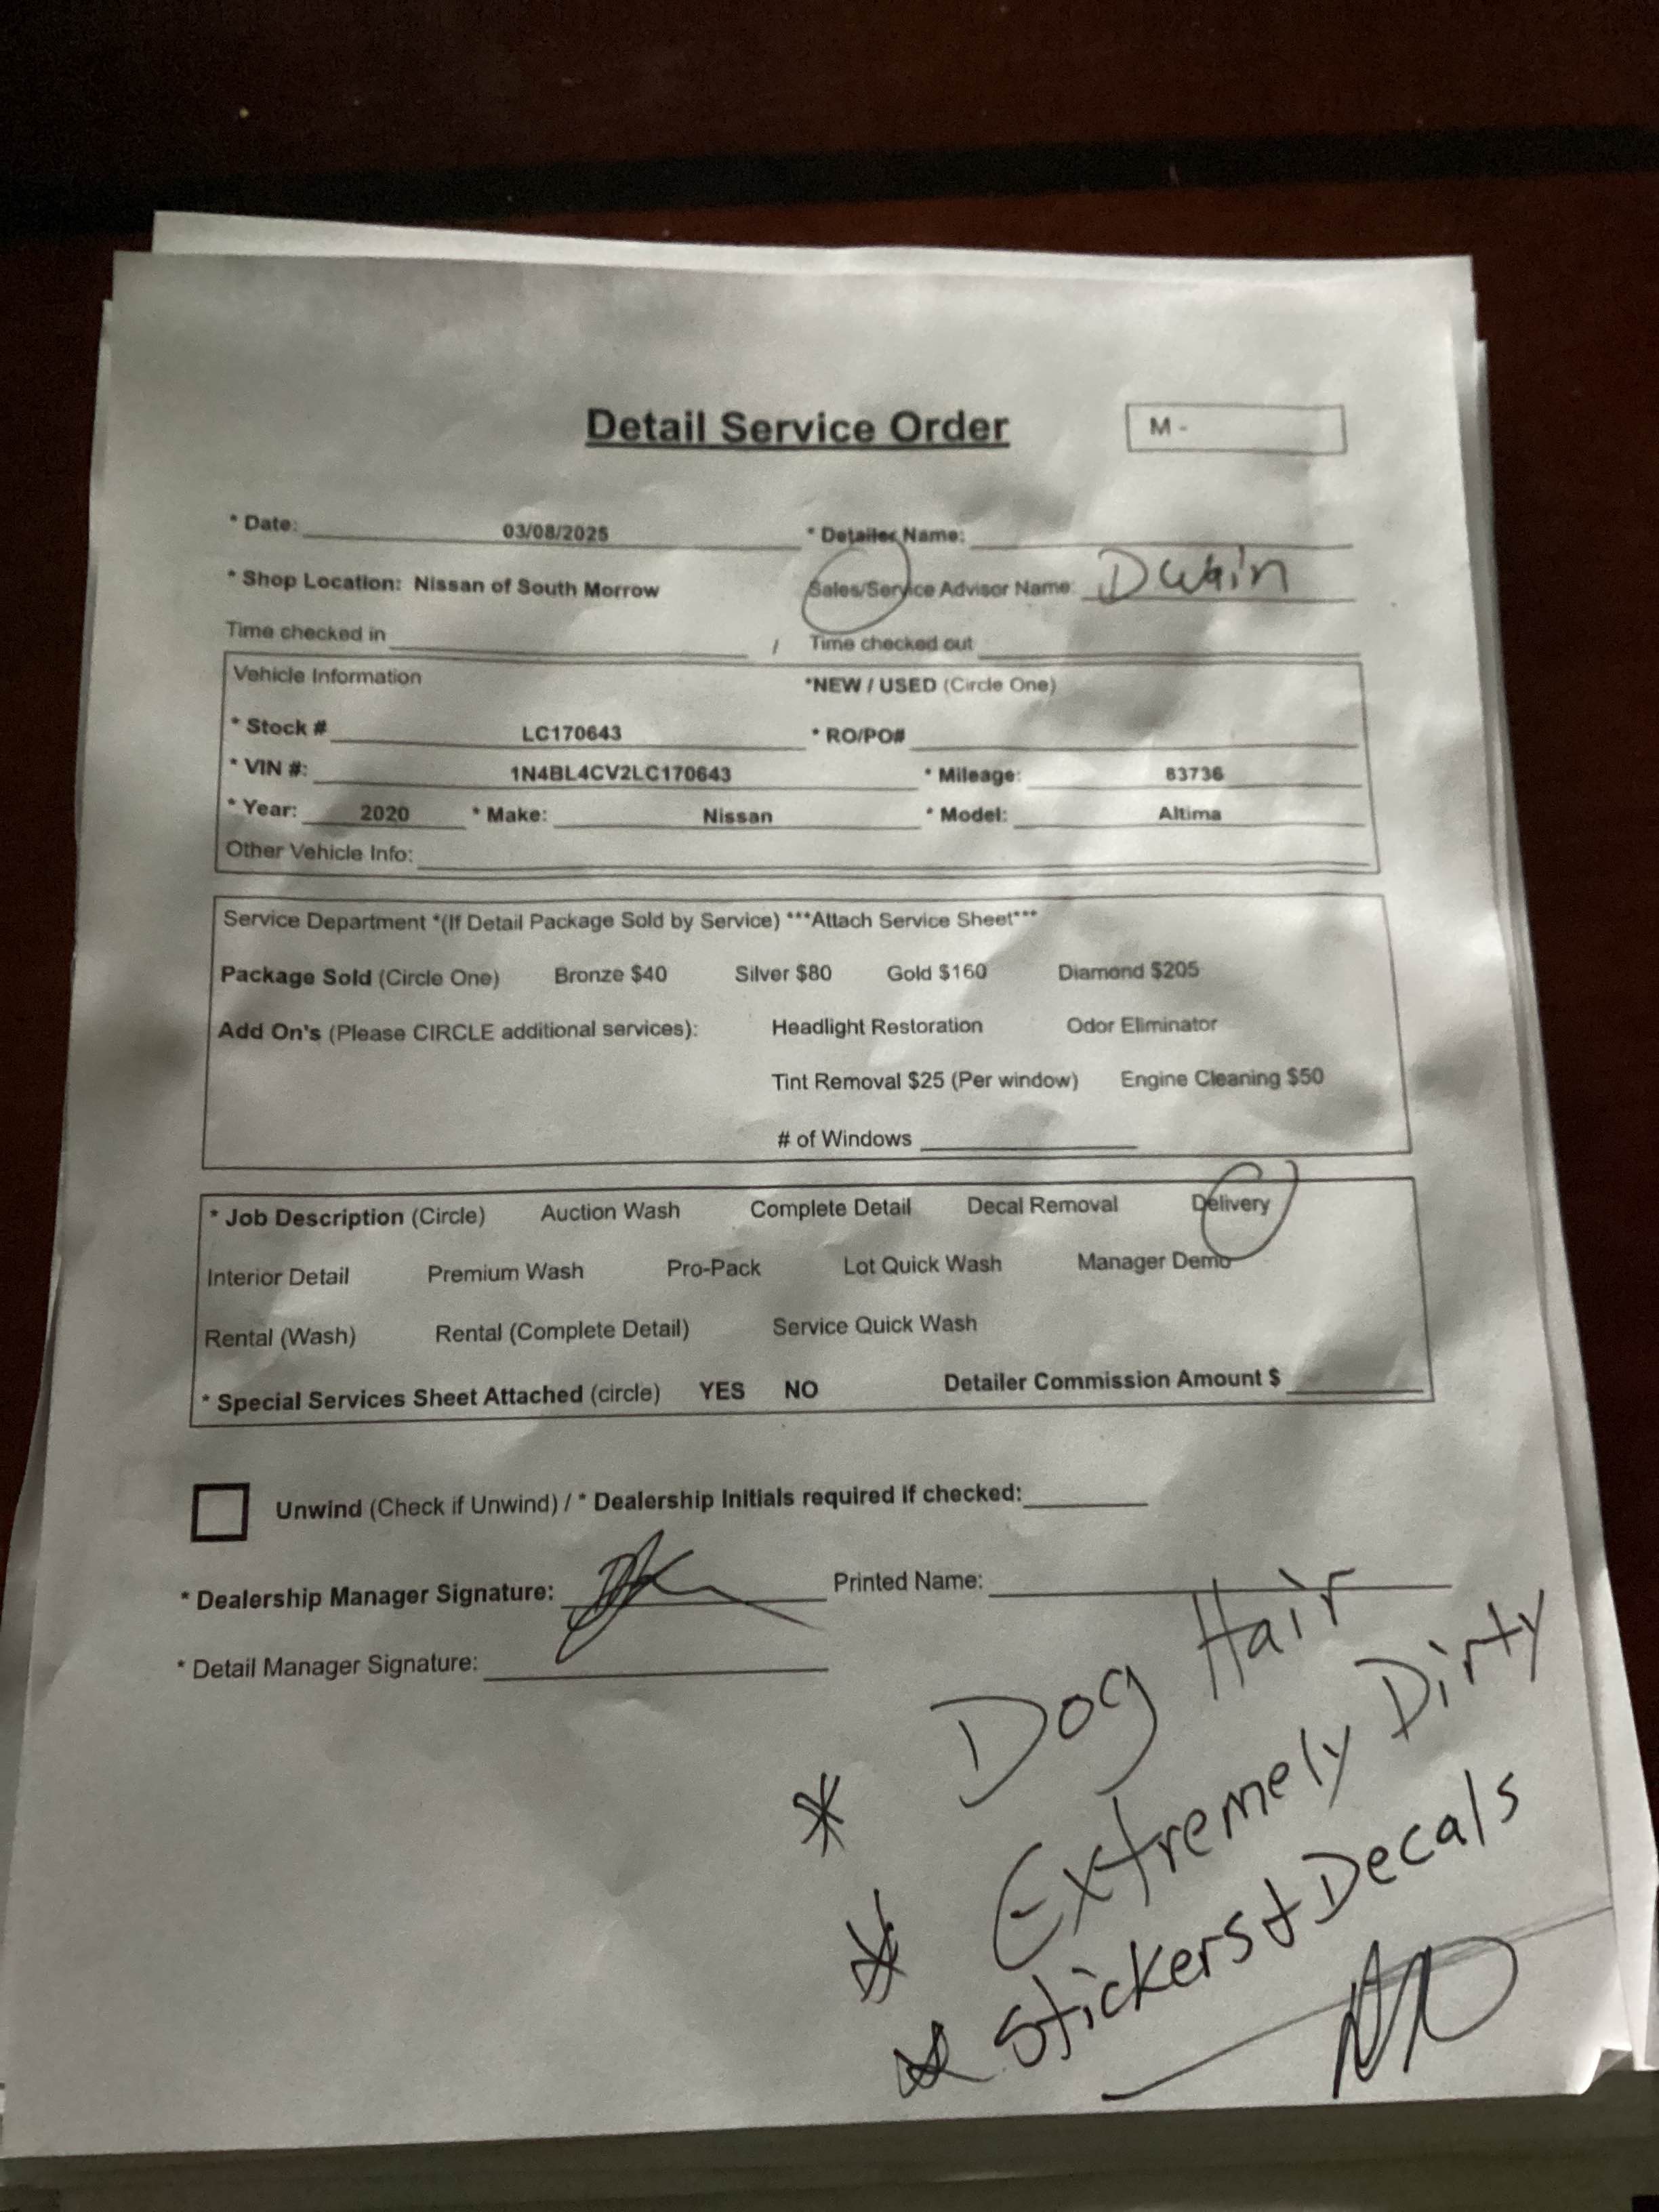 Detail Service Order
M -
* Date: 03/08/2025 * Detailer Name:
* Shop Location: Nissan of South Morrow Sales/Service Advisor Name: Dwain
Time checked in / Time checked out
Vehicle Information *NEW / USED (Circle One)
* Stock # LC170643 * RO/PO#
* VIN #: 1N4BL4CV2LC170643 * Mileage: 83736
* Year: 2020 * Make: Nissan * Model: Altima
Other Vehicle Info:
Service Department *(If Detail Package Sold by Service) ***Attach Service Sheet***
Package Sold (Circle One) Bronze $40 Silver $80 Gold $160 Diamond $205
Add On's (Please CIRCLE additional services): Headlight Restoration Odor Eliminator
Tint Removal $25 (Per window) Engine Cleaning $50
# of Windows
* Job Description (Circle) Auction Wash Complete Detail Decal Removal Delivery
Interior Detail Premium Wash Pro-Pack Lot Quick Wash Manager Demo
Rental (Wash) Rental (Complete Detail) Service Quick Wash
* Special Services Sheet Attached (circle) YES NO Detailer Commission Amount $
Unwind (Check if Unwind) / * Dealership Initials required if checked:
* Dealership Manager Signature: Printed Name:
* Detail Manager Signature:
* Dog Hair
* Extremely Dirty
* Stickers & Decals